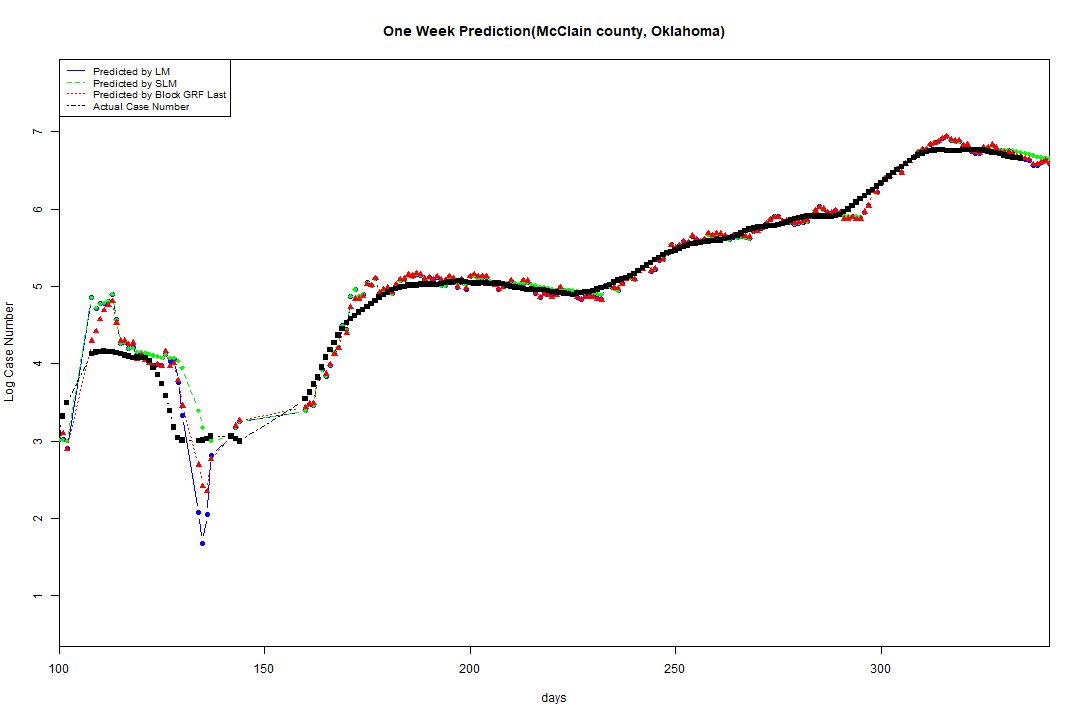 One Week Prediction(McClain county, Oklahoma)
Predicted by LM
Predicted by SLM
Predicted by Block GRF Last
Actual Case Number
7
6
5
4
3
2
1
Log Case Number
100 150 200 250 300
days